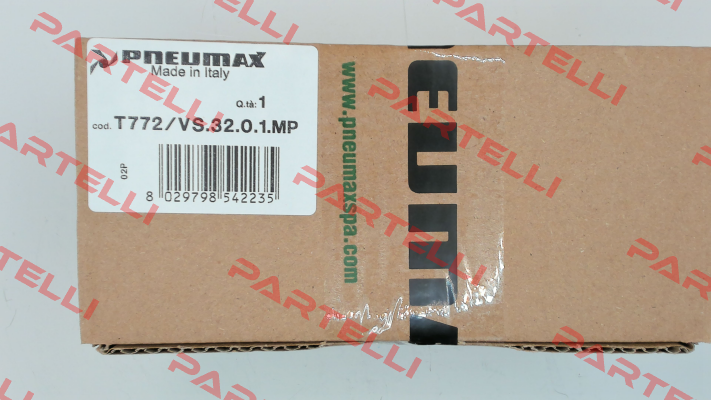 PNEUMAX
Made in Italy
Q.tà: 1
cod. T772/VS.32.0.1.MP
02P
8 029798 542235
www.pneumaxspa.com
PNEUMA
PARTELLI
PARTELLI
PARTELLI
PARTELLI
PARTELLI
PARTELLI
PARTELLI
PARTELLI
PARTELLI